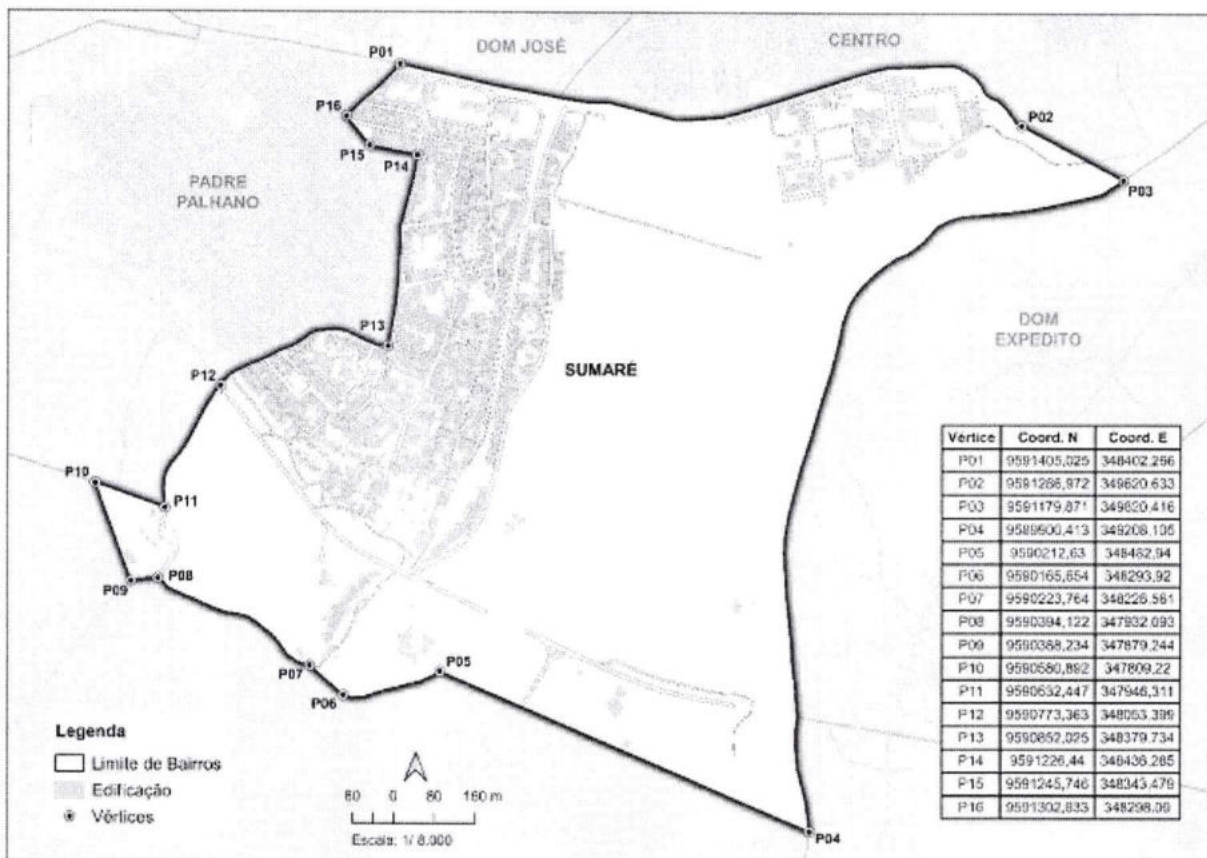 DOM JOSÉ
CENTRO
P01
P16
P15
P14
P02
P03
PADRE
PALHANO
P13
P12
SUMARÉ
DOM
EXPEDITO
P10
P11
P09
P08
P07
P06
P05
P04
Vértice Coord. N Coord. E
P01 9591405,025 348402,256
P02 9591286,972 349620,633
P03 9591179,871 349820,416
P04 9589900,413 349208,105
P05 9590212,63 348482,94
P06 9590165,654 348293,92
P07 9590223,764 348226,561
P08 9590394,122 347932,093
P09 9590388,234 347879,244
P10 9590580,892 347809,22
P11 9590532,447 347946,311
P12 9590773,363 348053,399
P13 9590852,025 348379,734
P14 9591226,44 348436,285
P15 9591245,746 348343,479
P16 9591302,833 348298,09
Legenda
Limite de Bairros
Edificação
Vértices
80 0 80 160 m
Escala: 1/ 8.000